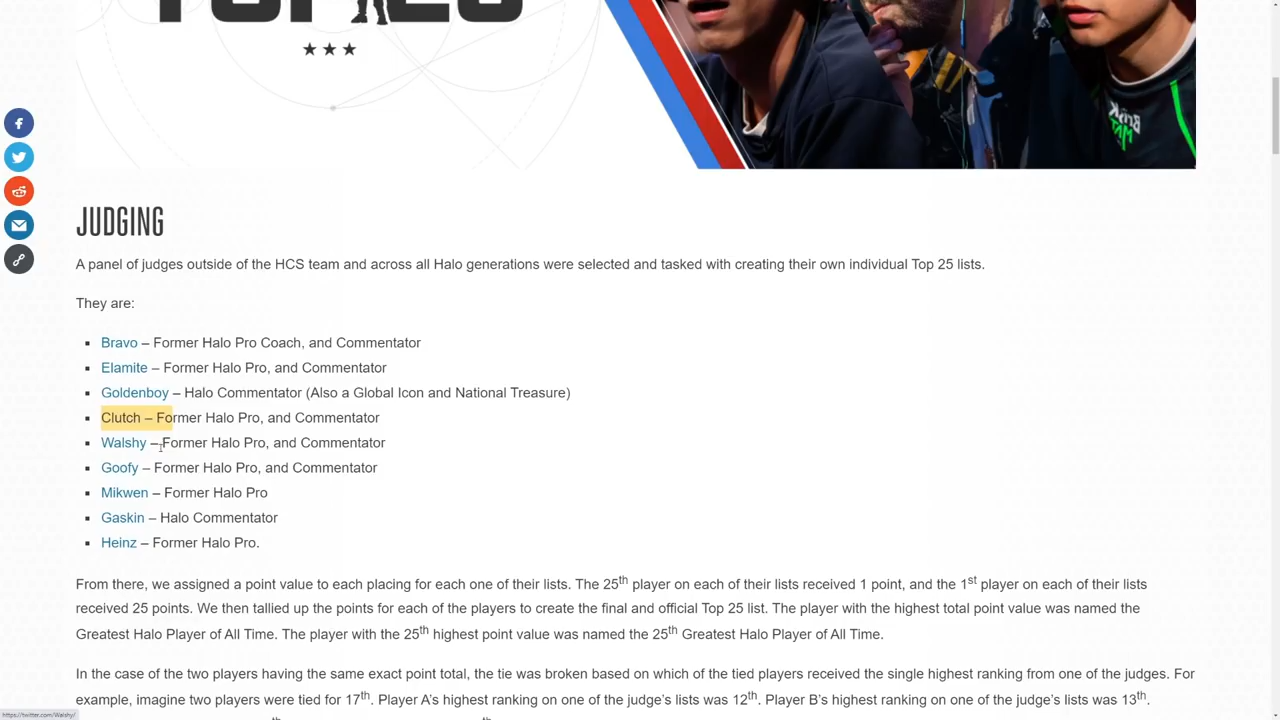 ★ ★ ★
JUDGING
A panel of judges outside of the HCS team and across all Halo generations were selected and tasked with creating their own individual Top 25 lists.
They are:
▪ Bravo – Former Halo Pro Coach, and Commentator
▪ Elamite – Former Halo Pro, and Commentator
▪ Goldenboy – Halo Commentator (Also a Global Icon and National Treasure)
▪ Clutch – Former Halo Pro, and Commentator
▪ Walshy – Former Halo Pro, and Commentator
▪ Goofy – Former Halo Pro, and Commentator
▪ Mikwen – Former Halo Pro
▪ Gaskin – Halo Commentator
▪ Heinz – Former Halo Pro.
From there, we assigned a point value to each placing for each one of their lists. The 25th player on each of their lists received 1 point, and the 1st player on each of their lists
received 25 points. We then tallied up the points for each of the players to create the final and official Top 25 list. The player with the highest total point value was named the
Greatest Halo Player of All Time. The player with the 25th highest point value was named the 25th Greatest Halo Player of All Time.
In the case of the two players having the same exact point total, the tie was broken based on which of the tied players received the single highest ranking from one of the judges. For
example, imagine two players were tied for 17th. Player A's highest ranking on one of the judge's lists was 12th. Player B's highest ranking on one of the judge's lists was 13th.
https://twitter.com/Walshy/